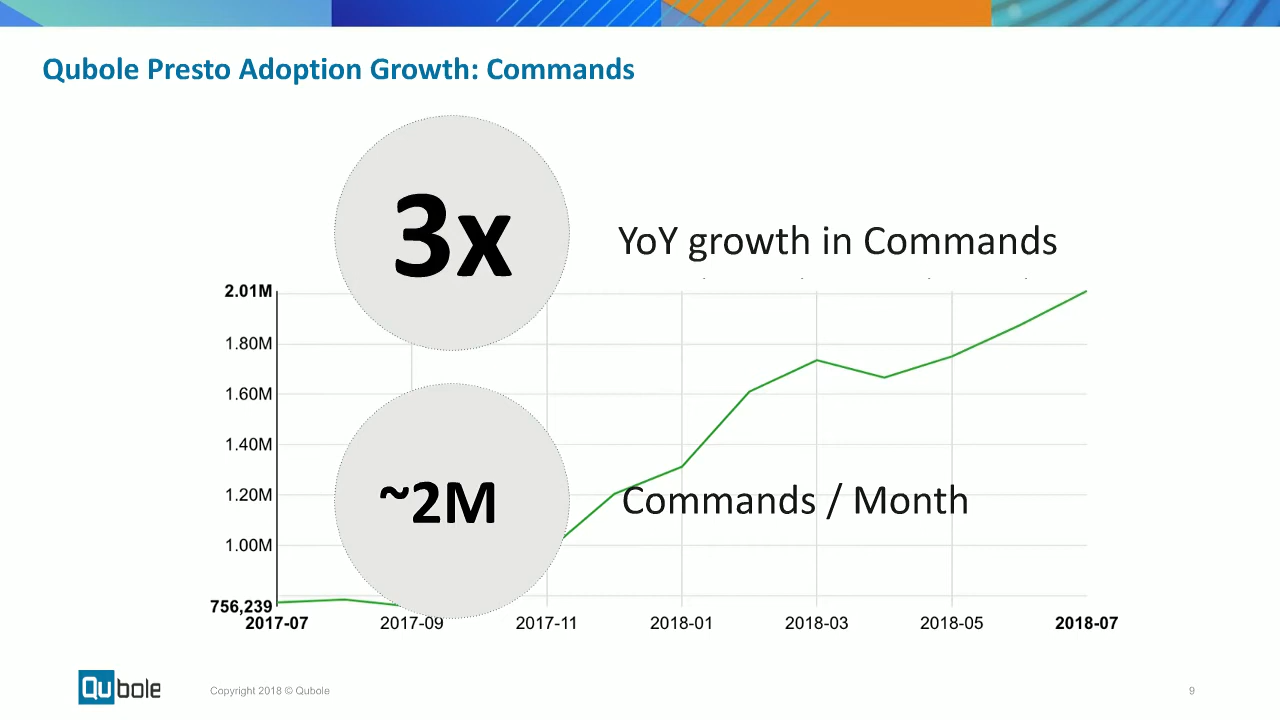 Qubole Presto Adoption Growth: Commands
3x
YoY growth in Commands
2.01M
1.80M
1.60M
1.40M
~2M
Commands / Month
1.20M
1.00M
756,239
2017-07
2017-09
2017-11
2018-01
2018-03
2018-05
2018-07
Qubole
Copyright 2018 © Qubole
9